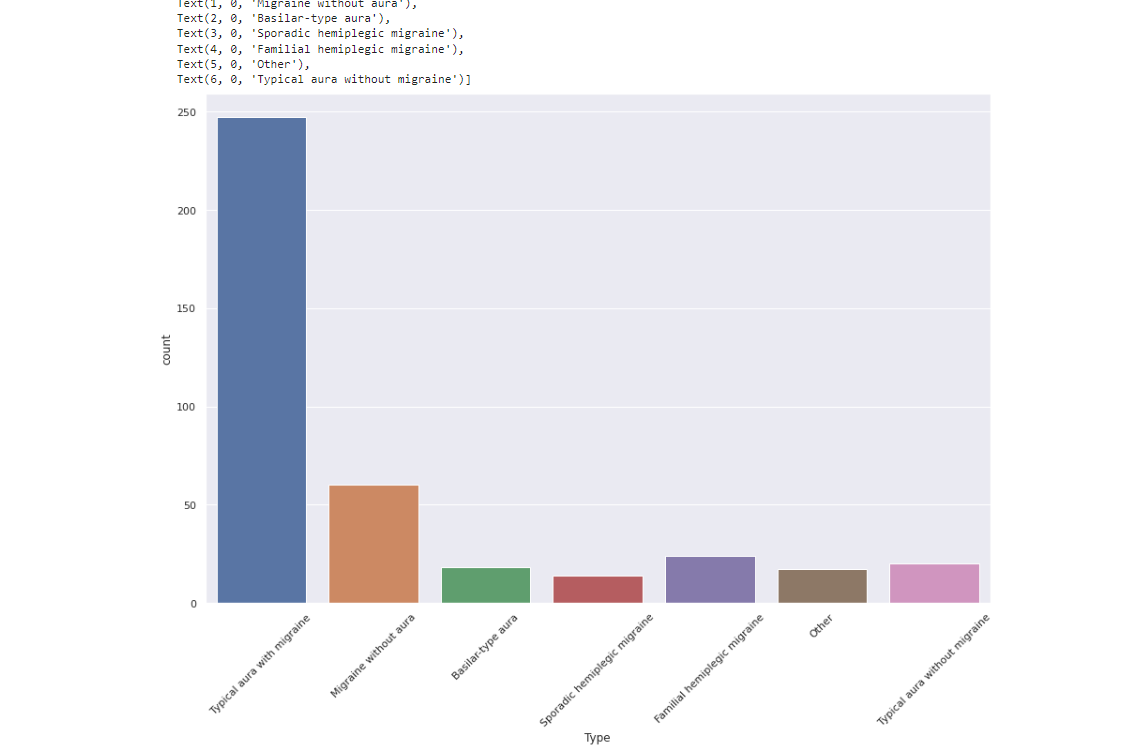 Text(1, 0, 'Migraine without aura'),
Text(2, 0, 'Basilar-type aura'),
Text(3, 0, 'Sporadic hemiplegic migraine'),
Text(4, 0, 'Familial hemiplegic migraine'),
Text(5, 0, 'Other'),
Text(6, 0, 'Typical aura without migraine')]
250
200
150
100
50
0
count
Typical aura with migraine
Migraine without aura
Basilar-type aura
Sporadic hemiplegic migraine
Familial hemiplegic migraine
Other
Typical aura without migraine
Type